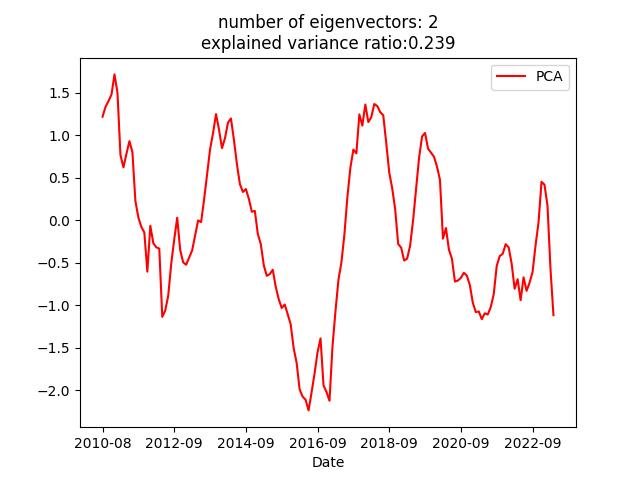 number of eigenvectors: 2
explained variance ratio:0.239
PCA
1.5
1.0
0.5
0.0
−0.5
−1.0
−1.5
−2.0
2010-08 2012-09 2014-09 2016-09 2018-09 2020-09 2022-09
Date